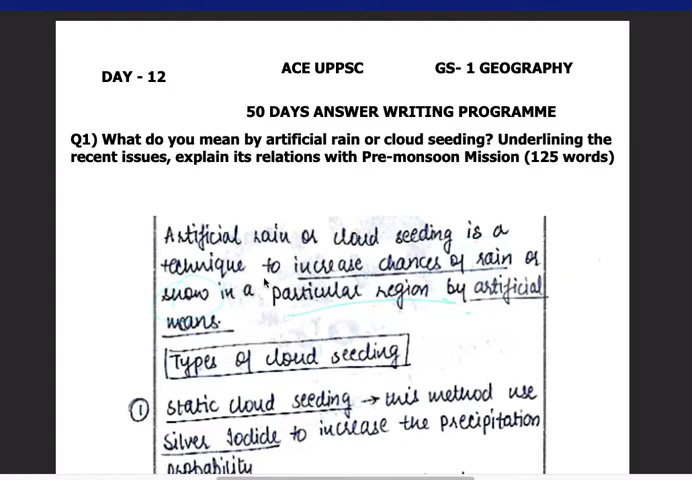 DAY - 12
ACE UPPSC
GS- 1 GEOGRAPHY
50 DAYS ANSWER WRITING PROGRAMME
Q1) What do you mean by artificial rain or cloud seeding? Underlining the
recent issues, explain its relations with Pre-monsoon Mission (125 words)
Artificial rain or cloud seeding is a
technique to increase chances of rain or
snow in a particular region by artificial
means.
Types of cloud seeding
① static cloud seeding → this method use
Silver Iodide to increase the precipitation
probability